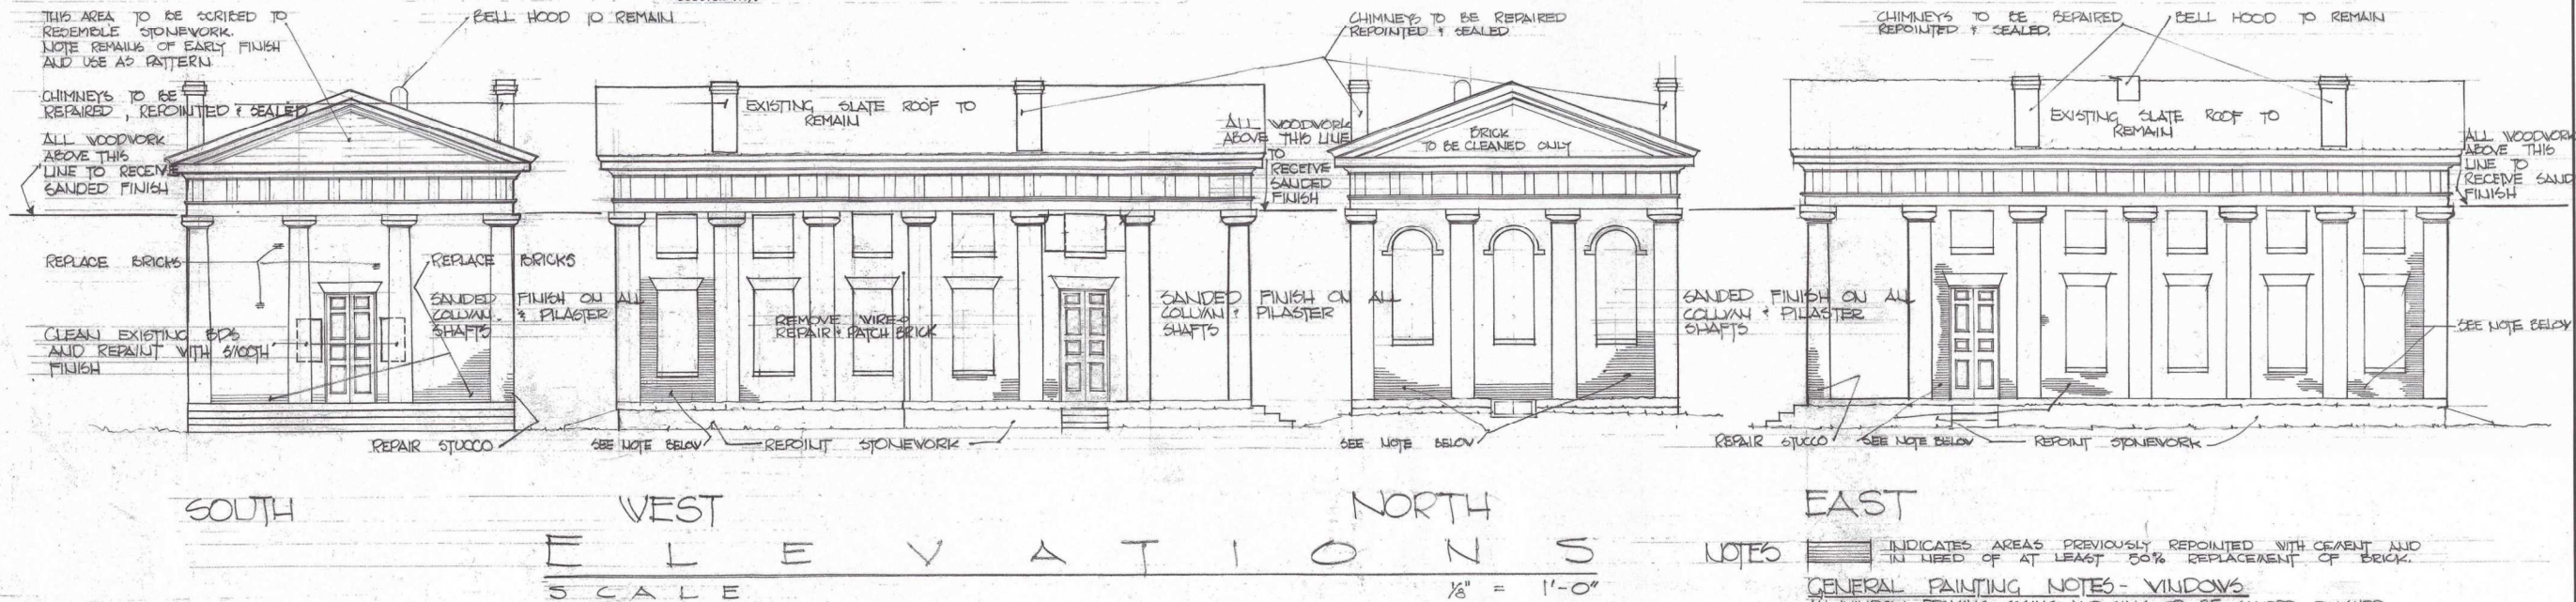 THIS AREA TO BE SCRIBED TO
RESEMBLE STONEWORK.
NOTE REMAINS OF EARLY FINISH
AND USE AS PATTERN
BELL HOOD TO REMAIN
CHIMNEYS TO BE
REPAIRED, REPOINTED & SEALED
ALL WOODWORK
ABOVE THIS
LINE TO RECEIVE
SANDED FINISH
REPLACE BRICKS
REPLACE BRICKS
CLEAN EXISTING BDS
AND REPAINT WITH SMOOTH
FINISH
SANDED FINISH ON ALL
COLUMN & PILASTER
SHAFTS
REPAIR STUCCO
EXISTING SLATE ROOF TO
REMAIN
REMOVE WIRE
REPAIR & PATCH BRICK
SEE NOTE BELOW
REPOINT STONEWORK
CHIMNEYS TO BE REPAIRED
REPOINTED & SEALED
ALL WOODWORK
ABOVE THIS LINE
TO
RECEIVE
SANDED
FINISH
SANDED FINISH ON ALL
COLUMN & PILASTER
SHAFTS
BRICK
TO BE CLEANED ONLY
SEE NOTE BELOW
CHIMNEYS TO BE REPAIRED
REPOINTED & SEALED.
BELL HOOD TO REMAIN
EXISTING SLATE ROOF TO
REMAIN
ALL WOODWORK
ABOVE THIS
LINE TO
RECEIVE SAND
FINISH
SANDED FINISH ON ALL
COLUMN & PILASTER
SHAFTS
SEE NOTE BELOW
REPAIR STUCCO
SEE NOTE BELOW
REPOINT STONEWORK
SOUTH
WEST
NORTH
EAST
ELEVATIONS
SCALE 1/8" = 1'-0"
NOTES
INDICATES AREAS PREVIOUSLY REPOINTED WITH CEMENT AND
IN NEED OF AT LEAST 50% REPLACEMENT OF BRICK.
GENERAL PAINTING NOTES - WINDOWS